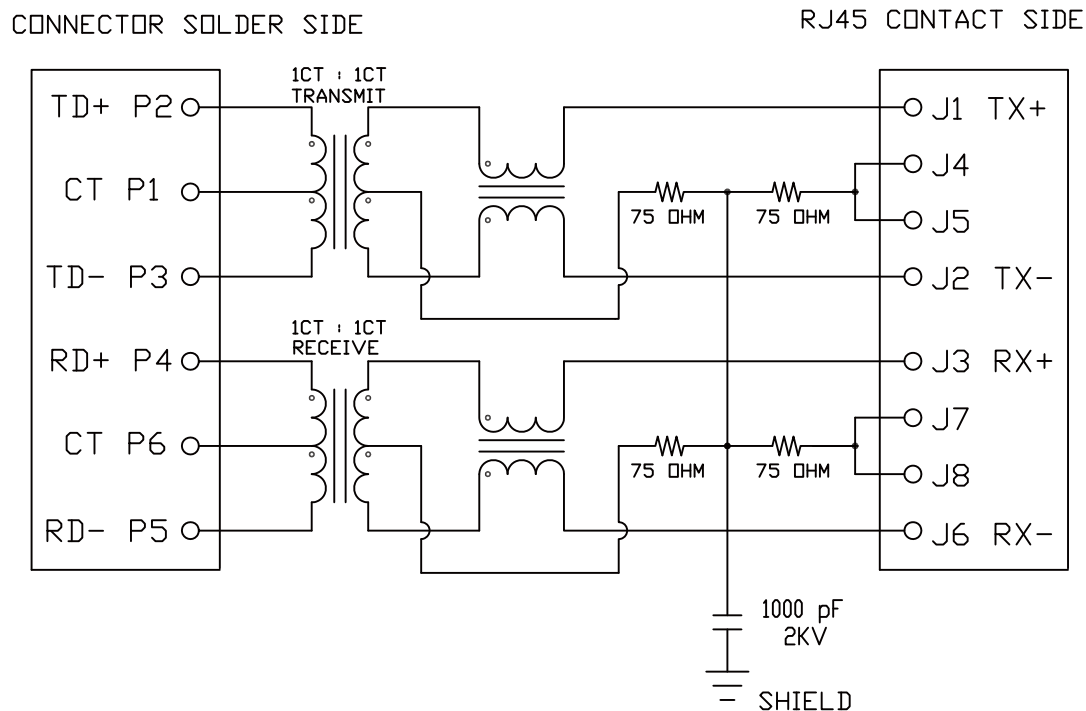 CONNECTOR SOLDER SIDE
RJ45 CONTACT SIDE
1CT : 1CT
TRANSMIT
TD+ P2
J1 TX+
J4
CT P1
75 OHM
75 OHM
J5
TD- P3
J2 TX-
1CT : 1CT
RECEIVE
RD+ P4
J3 RX+
J7
CT P6
75 OHM
75 OHM
J8
RD- P5
J6 RX-
1000 pF
2KV
SHIELD